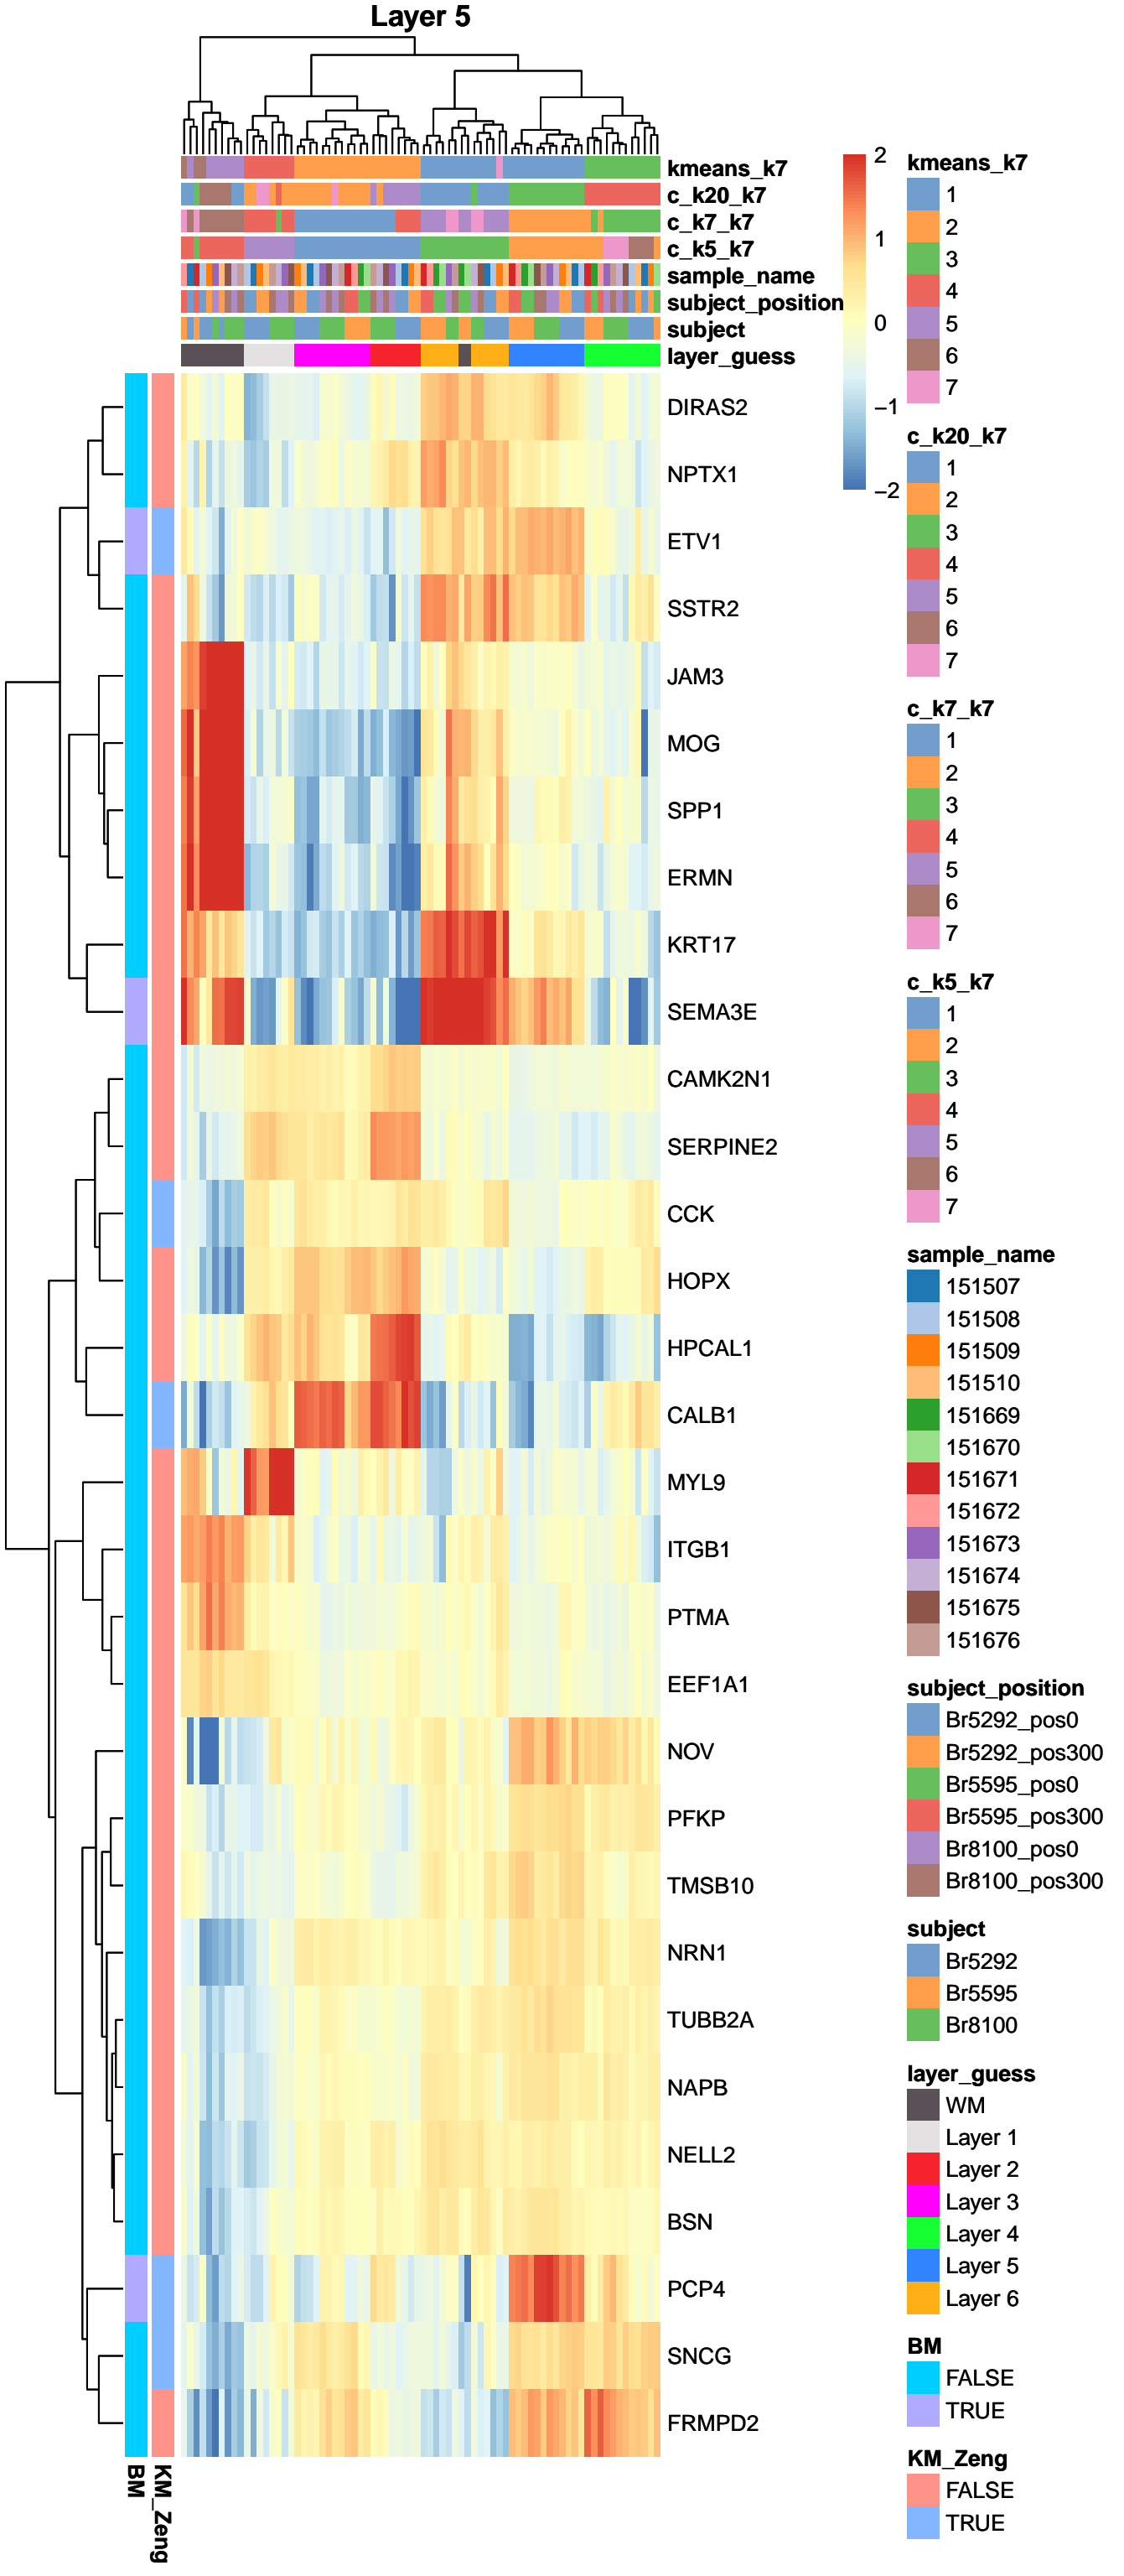 Layer 5
kmeans_k7
c_k20_k7
c_k7_k7
c_k5_k7
sample_name
subject_position
subject
layer_guess
DIRAS2
NPTX1
ETV1
SSTR2
JAM3
MOG
SPP1
ERMN
KRT17
SEMA3E
CAMK2N1
SERPINE2
CCK
HOPX
HPCAL1
CALB1
MYL9
ITGB1
PTMA
EEF1A1
NOV
PFKP
TMSB10
NRN1
TUBB2A
NAPB
NELL2
BSN
PCP4
SNCG
FRMPD2
BM
KM_Zeng
2
1
0
−1
−2
kmeans_k7
1
2
3
4
5
6
7
c_k20_k7
1
2
3
4
5
6
7
c_k7_k7
1
2
3
4
5
6
7
c_k5_k7
1
2
3
4
5
6
7
sample_name
151507
151508
151509
151510
151669
151670
151671
151672
151673
151674
151675
151676
subject_position
Br5292_pos0
Br5292_pos300
Br5595_pos0
Br5595_pos300
Br8100_pos0
Br8100_pos300
subject
Br5292
Br5595
Br8100
layer_guess
WM
Layer 1
Layer 2
Layer 3
Layer 4
Layer 5
Layer 6
BM
FALSE
TRUE
KM_Zeng
FALSE
TRUE